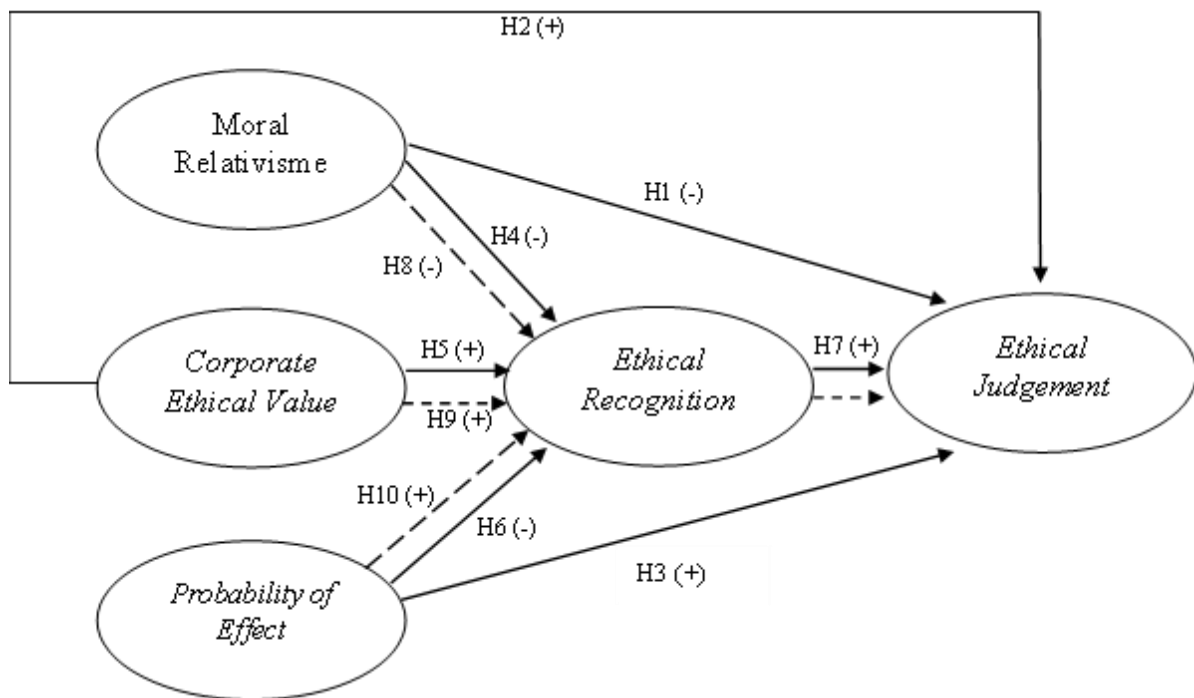 H2 (+)
Moral
Relativisme
H1 (-)
H4 (-)
H8 (-)
Corporate
Ethical Value
H5 (+)
H9 (+)
Ethical
Recognition
H7 (+)
Ethical
Judgement
H10 (+)
H6 (-)
H3 (+)
Probability of
Effect